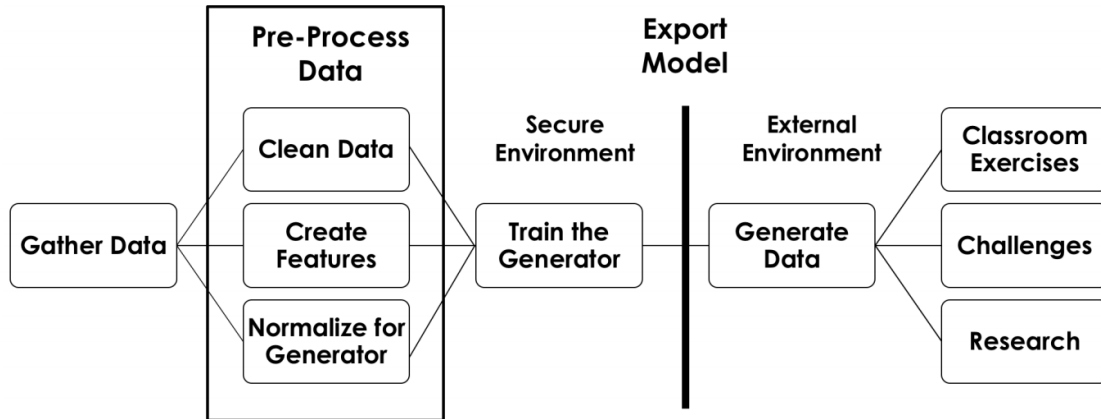 Pre-Process
Data
Export
Model
Secure
Environment
External
Environment
Gather Data
Clean Data
Create
Features
Normalize for
Generator
Train the
Generator
Generate
Data
Classroom
Exercises
Challenges
Research